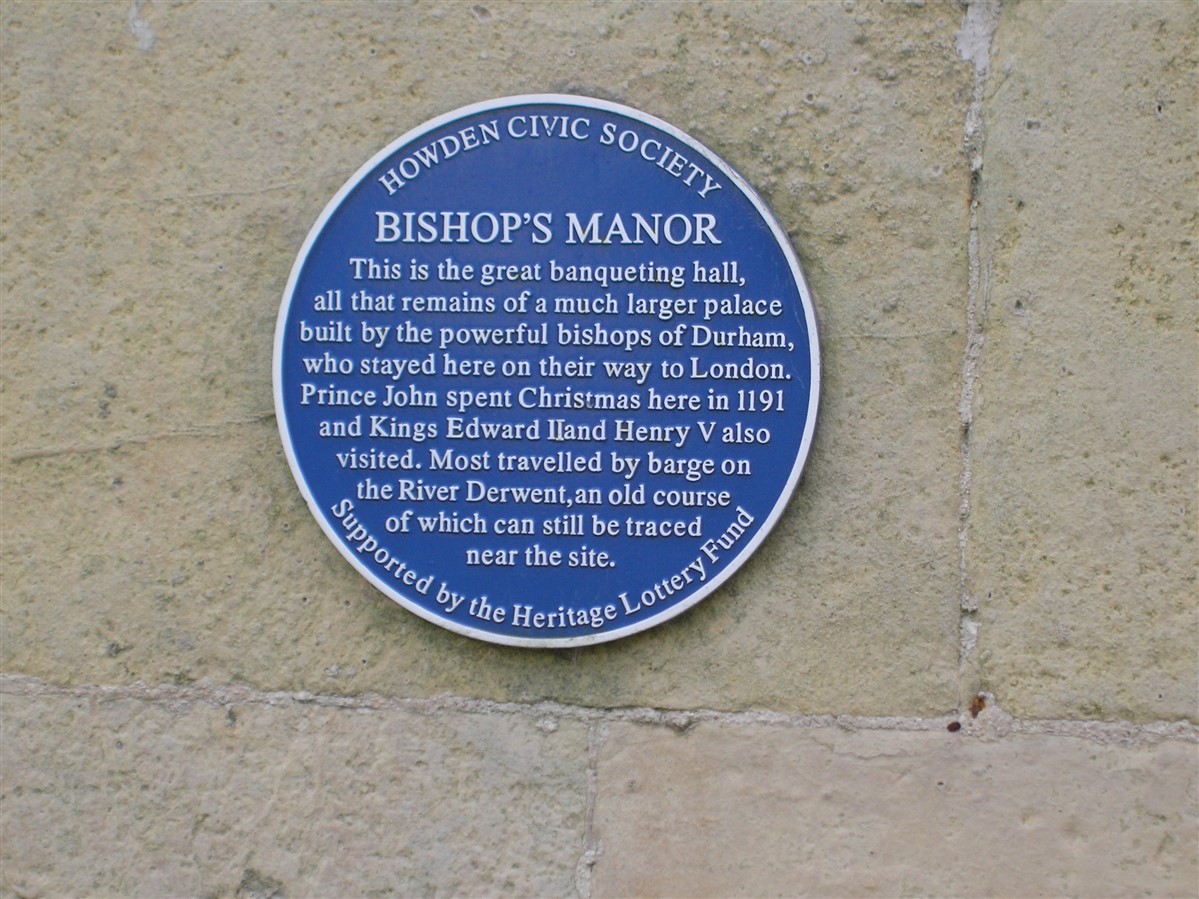 HOWDEN CIVIC SOCIETY
BISHOP'S MANOR
This is the great banqueting hall,
all that remains of a much larger palace
built by the powerful bishops of Durham,
who stayed here on their way to London.
Prince John spent Christmas here in 1191
and Kings Edward II and Henry V also
visited. Most travelled by barge on
the River Derwent, an old course
of which can still be traced
near the site.
Supported by the Heritage Lottery Fund